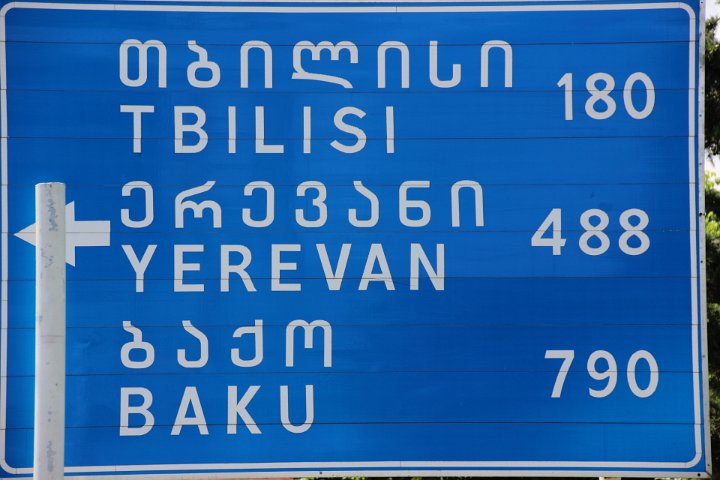 თბილისი
TBILISI 180
ერევანი
YEREVAN 488
ბაქო
BAKU 790